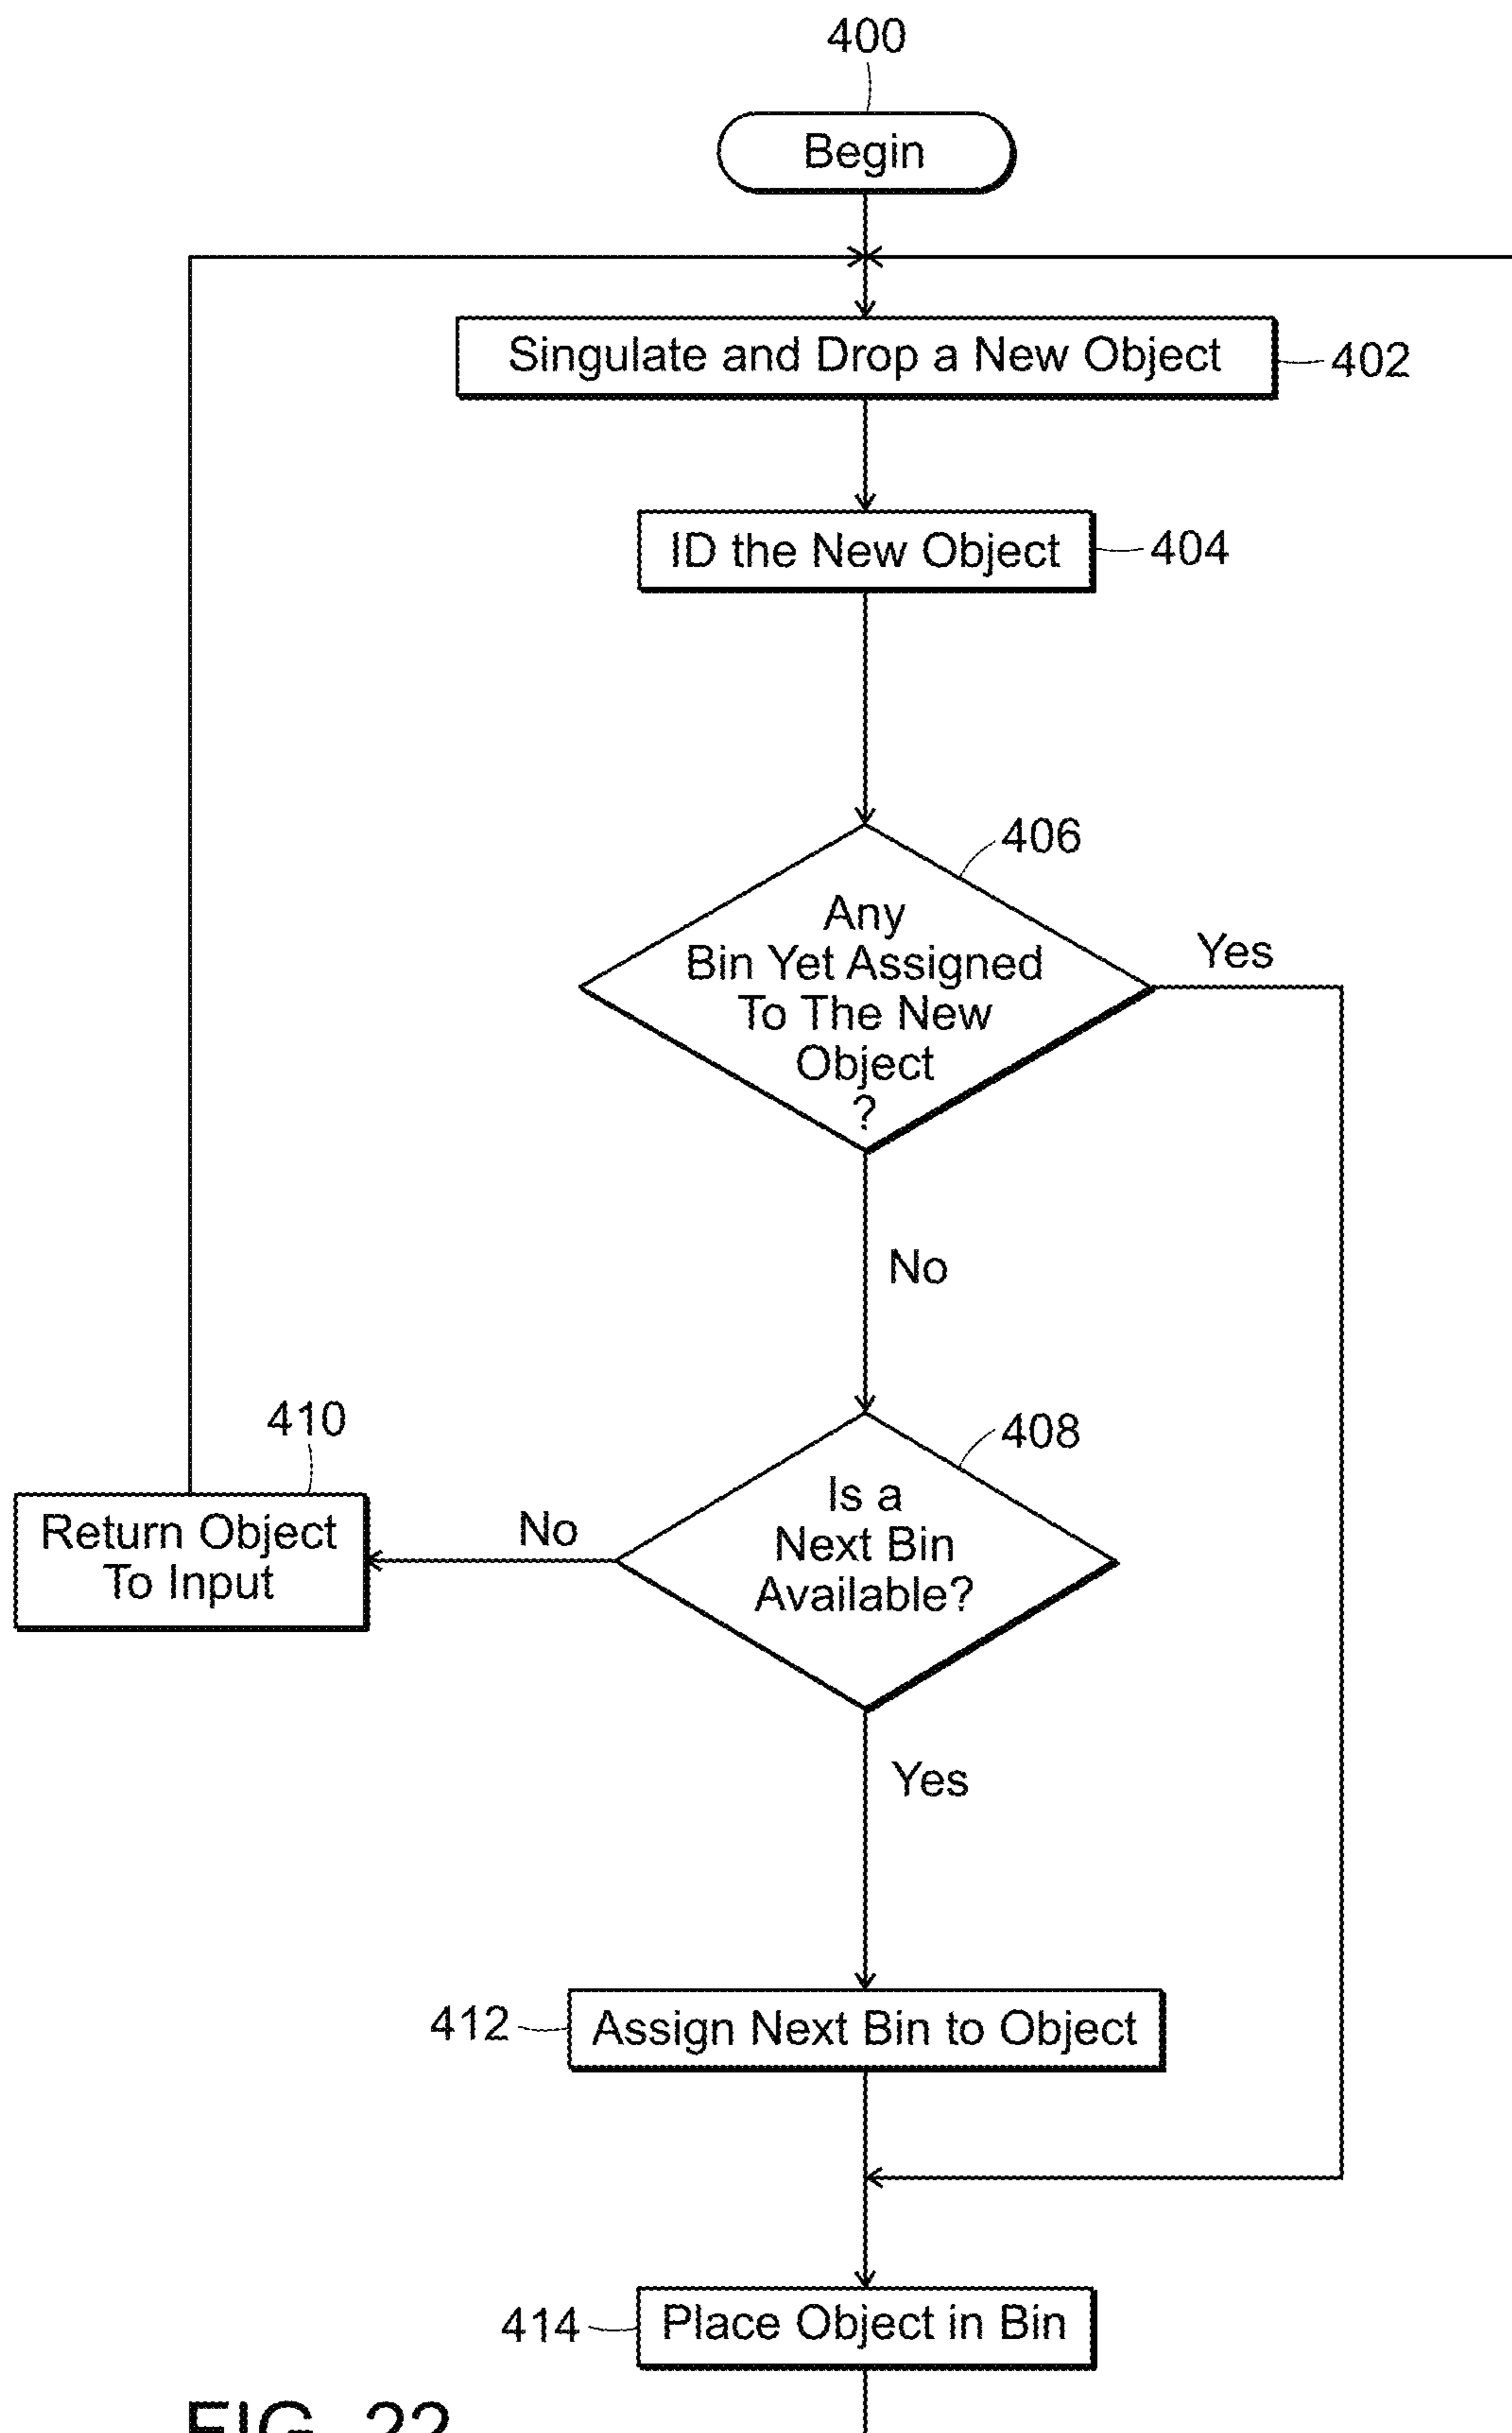 400
Begin
Singulate and Drop a New Object
402
ID the New Object
404
406
Any
Bin Yet Assigned
To The New
Object
?
Yes
No
408
Is a
Next Bin
Available?
No
410
Return Object
To Input
Yes
412
Assign Next Bin to Object
414
Place Object in Bin
FIG. 22